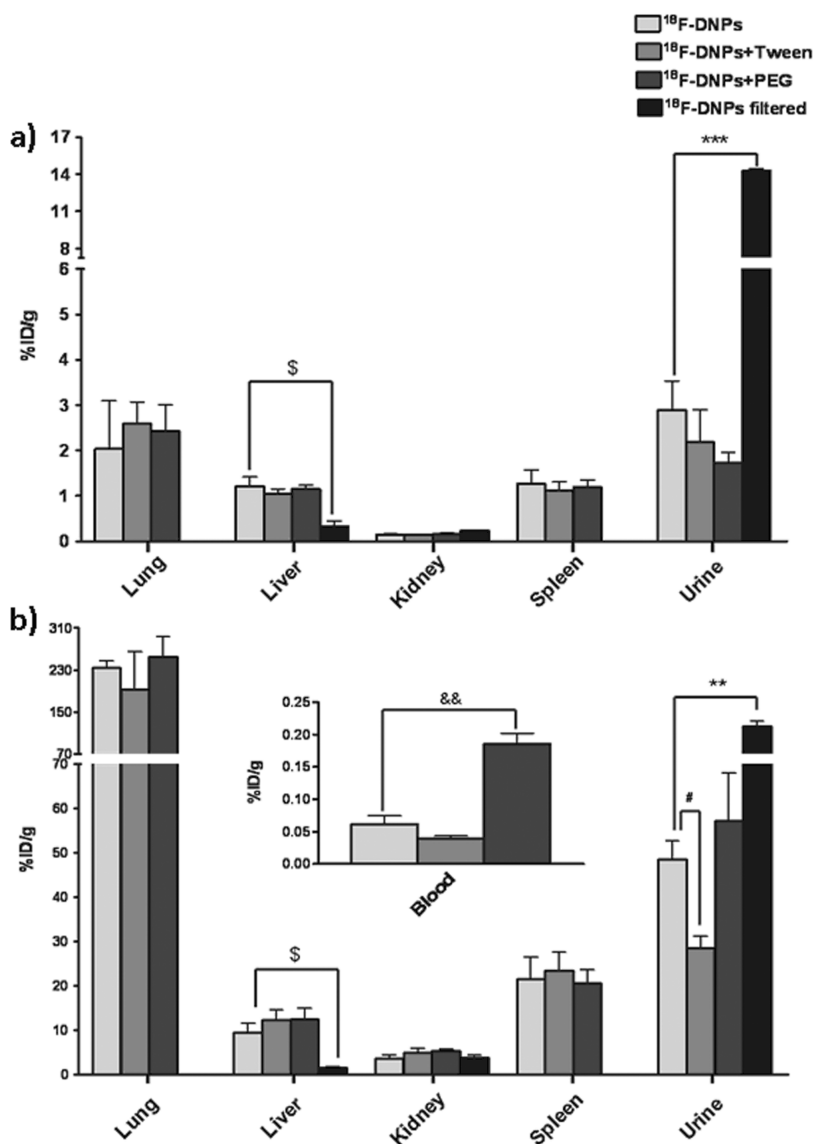 ¹⁸F-DNPs
¹⁸F-DNPs+Tween
¹⁸F-DNPs+PEG
¹⁸F-DNPs filtered
a)
17
14
11
8
6
5
4
3
2
1
0
%ID/g
$
***
Lung
Liver
Kidney
Spleen
Urine
b)
310
230
150
70
70
60
50
40
30
20
10
0
%ID/g
0.25
0.20
0.15
0.10
0.05
0.00
%ID/g
&&
Blood
$
**
#
Lung
Liver
Kidney
Spleen
Urine